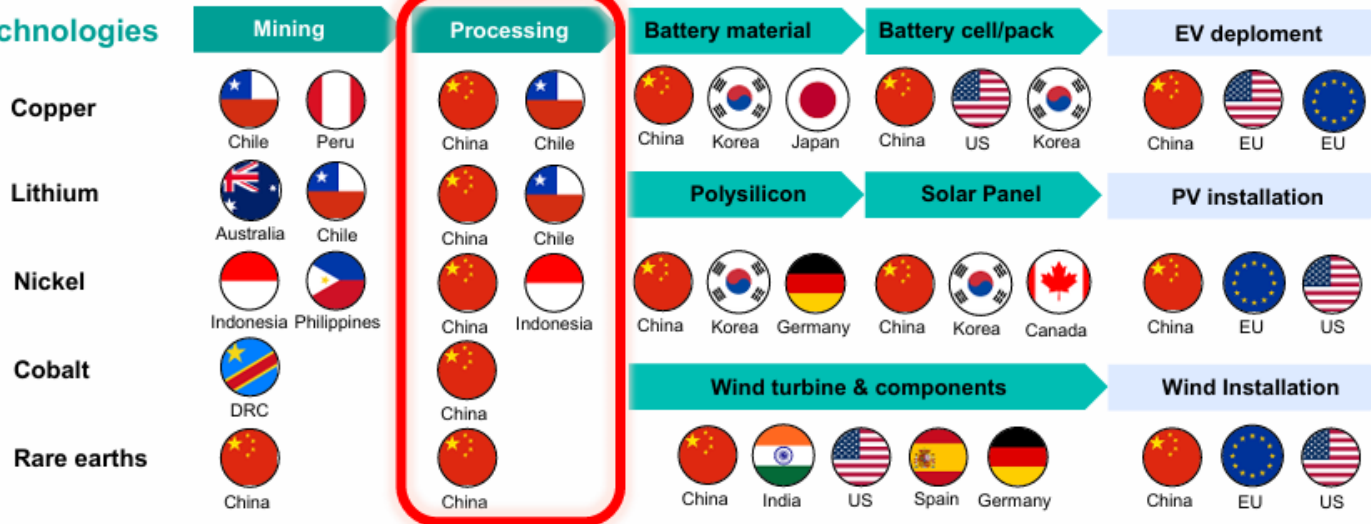 chnologies
Mining
Processing
Battery material
Battery cell/pack
EV deploment
Copper
Chile Peru
China Chile
China Korea Japan
China US Korea
China EU EU
Lithium
Australia Chile
China Chile
Polysilicon
Solar Panel
PV installation
Nickel
Indonesia Philippines
China Indonesia
China Korea Germany
China Korea Canada
China EU US
Cobalt
DRC
China
Wind turbine & components
Wind Installation
Rare earths
China
China
China India US Spain Germany
China EU US